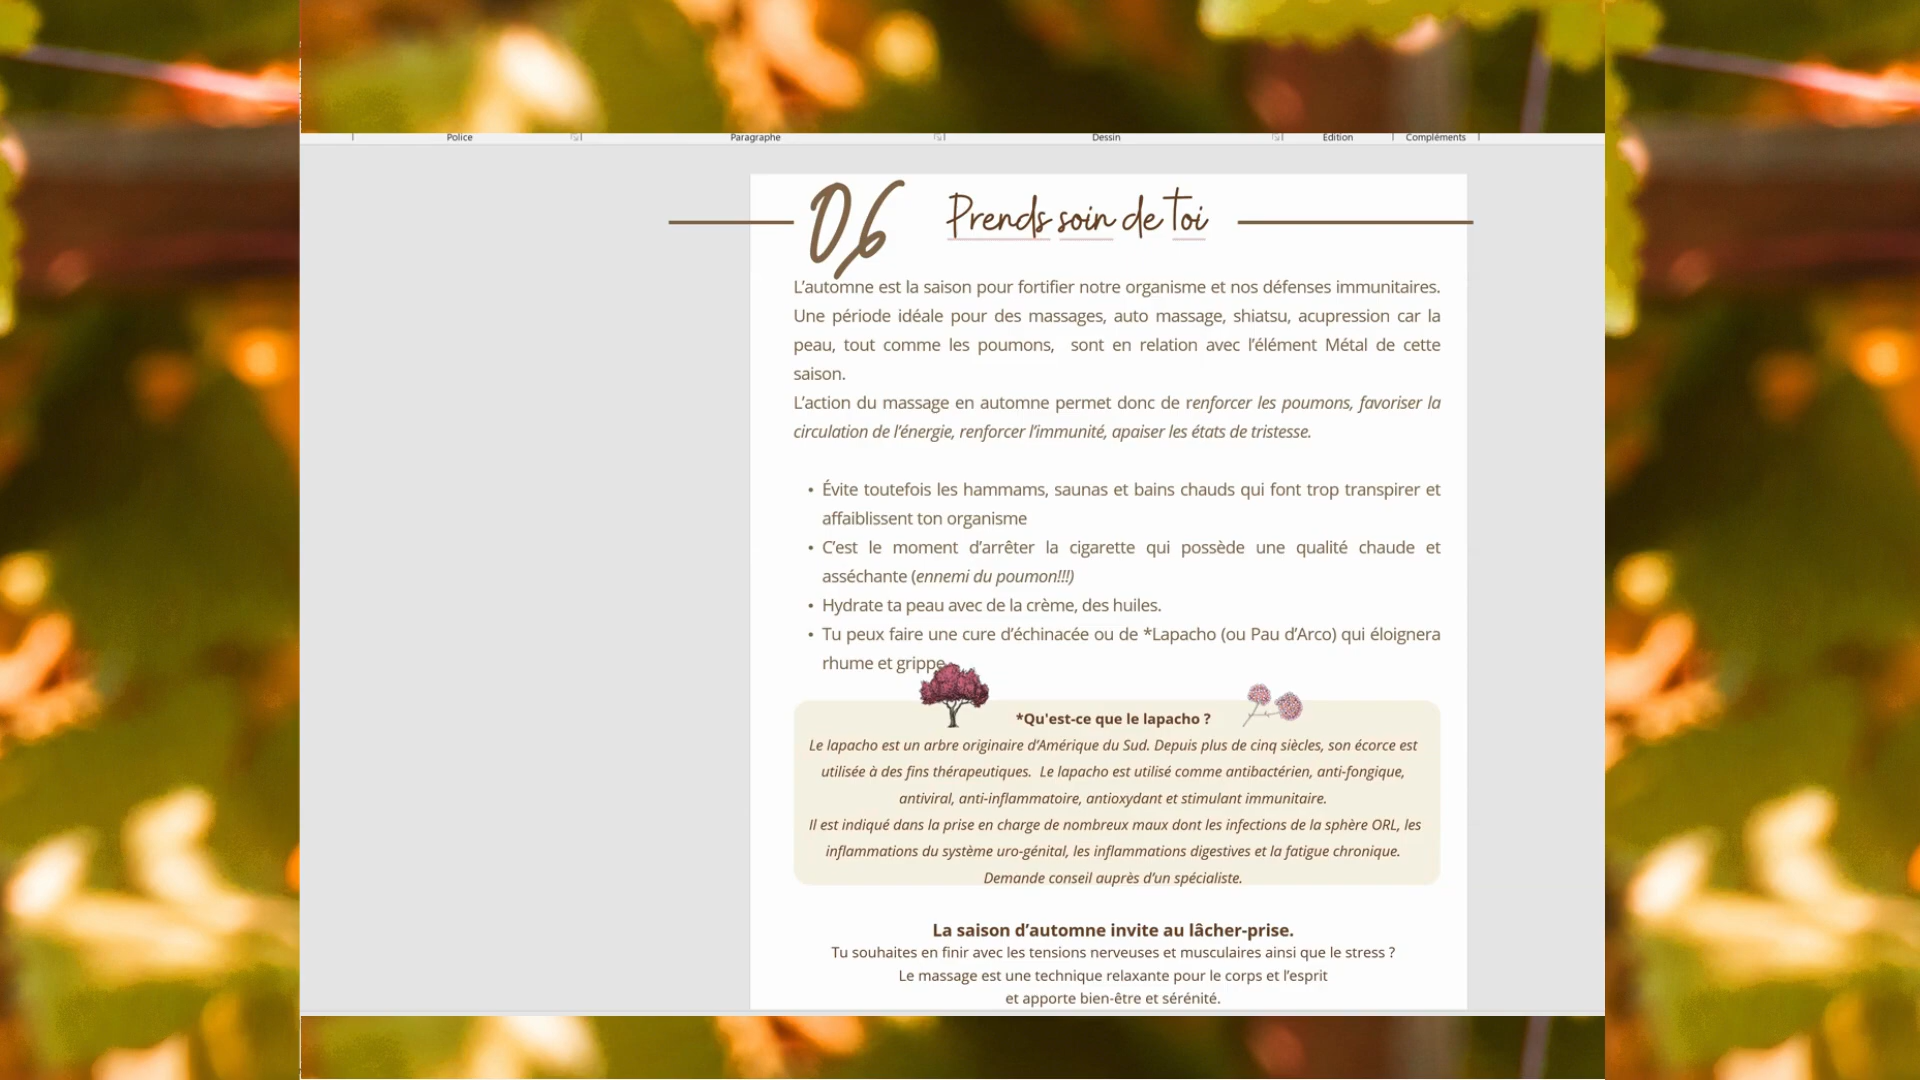 Police Paragraphe Dessin Edition Compléments
06 Prends soin de toi
L’automne est la saison pour fortifier notre organisme et nos défenses immunitaires.
Une période idéale pour des massages, auto massage, shiatsu, acupression car la
peau, tout comme les poumons, sont en relation avec l’élément Métal de cette
saison.
L’action du massage en automne permet donc de renforcer les poumons, favoriser la
circulation de l’énergie, renforcer l’immunité, apaiser les états de tristesse.
• Évite toutefois les hammams, saunas et bains chauds qui font trop transpirer et
affaiblissent ton organisme
• C’est le moment d’arrêter la cigarette qui possède une qualité chaude et
asséchante (ennemi du poumon!!!)
• Hydrate ta peau avec de la crème, des huiles.
• Tu peux faire une cure d’échinacée ou de *Lapacho (ou Pau d’Arco) qui éloignera
rhume et grippe
*Qu'est-ce que le lapacho ?
Le lapacho est un arbre originaire d’Amérique du Sud. Depuis plus de cinq siècles, son écorce est
utilisée à des fins thérapeutiques. Le lapacho est utilisé comme antibactérien, anti-fongique,
antiviral, anti-inflammatoire, antioxydant et stimulant immunitaire.
Il est indiqué dans la prise en charge de nombreux maux dont les infections de la sphère ORL, les
inflammations du système uro-génital, les inflammations digestives et la fatigue chronique.
Demande conseil auprès d’un spécialiste.
La saison d’automne invite au lâcher-prise.
Tu souhaites en finir avec les tensions nerveuses et musculaires ainsi que le stress ?
Le massage est une technique relaxante pour le corps et l’esprit
et apporte bien-être et sérénité.